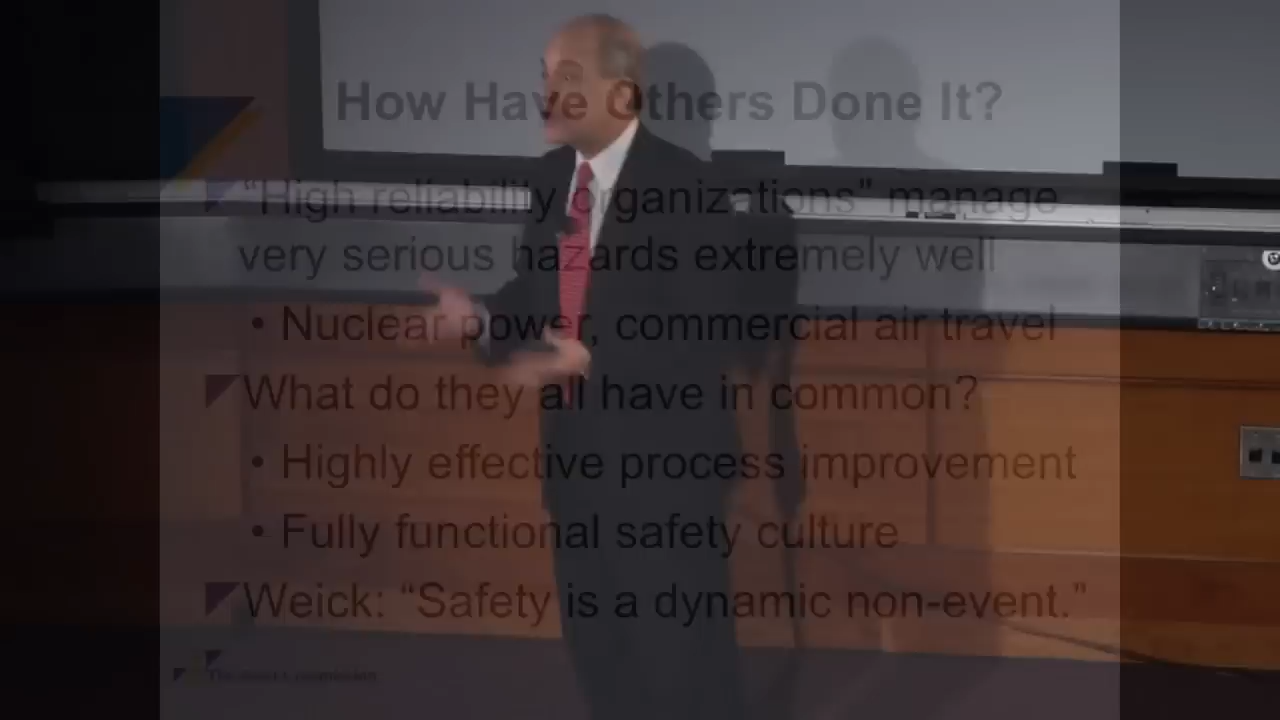 How Have Others Done It?
“High reliability organizations” manage
very serious hazards extremely well
• Nuclear power, commercial air travel
What do they all have in common?
• Highly effective process improvement
• Fully functional safety culture
Weick: “Safety is a dynamic non-event.”